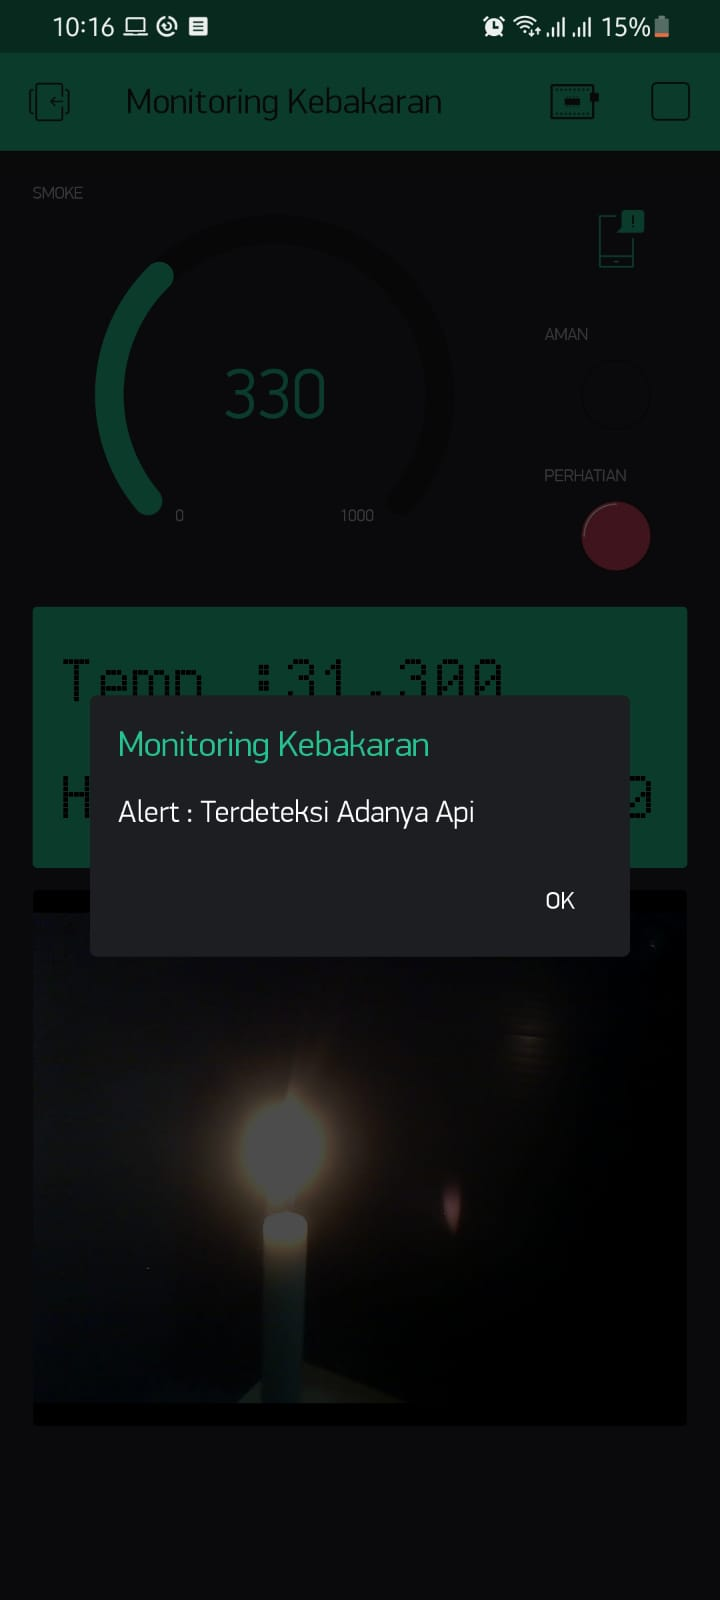 10:16
15%
Monitoring Kebakaran
SMOKE
330
0
1000
AMAN
PERHATIAN
Temp :31.300
Monitoring Kebakaran
Alert : Terdeteksi Adanya Api
OK